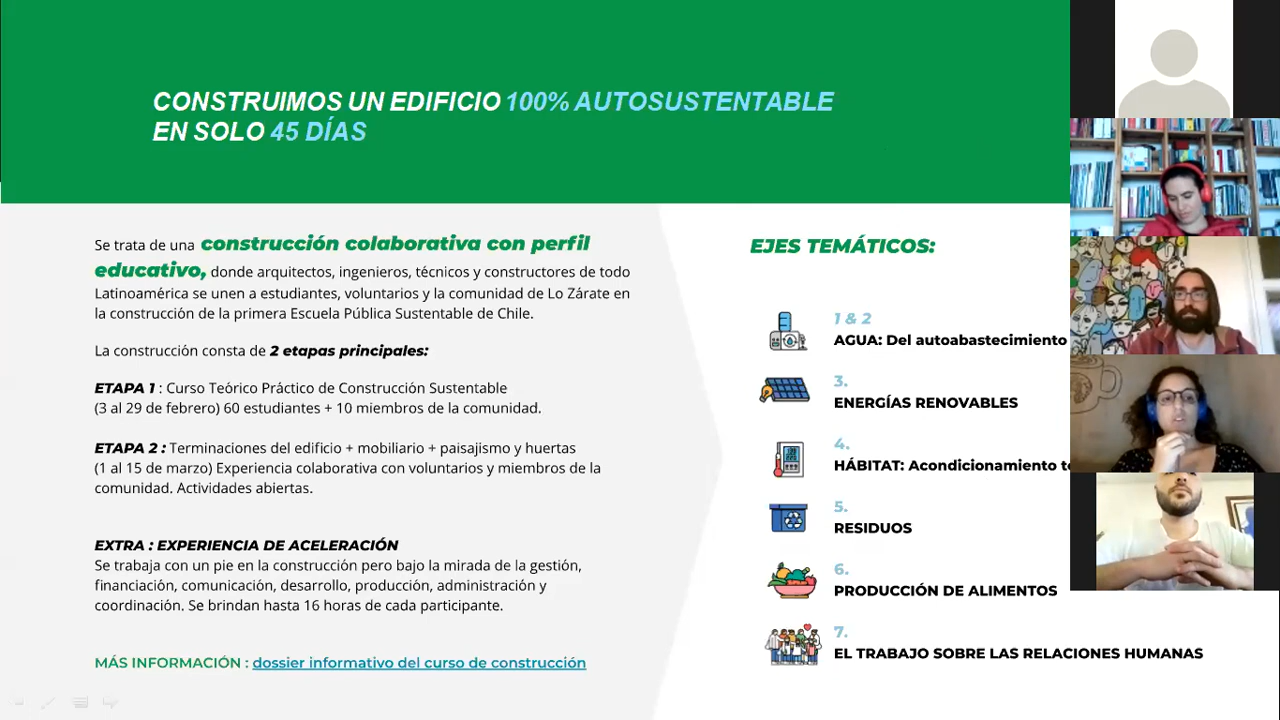 CONSTRUIMOS UN EDIFICIO 100% AUTOSUSTENTABLE
EN SOLO 45 DÍAS
Se trata de una construcción colaborativa con perfil
educativo, donde arquitectos, ingenieros, técnicos y constructores de todo
Latinoamérica se unen a estudiantes, voluntarios y la comunidad de Lo Zárate en
la construcción de la primera Escuela Pública Sustentable de Chile.
La construcción consta de 2 etapas principales:
ETAPA 1 : Curso Teórico Práctico de Construcción Sustentable
(3 al 29 de febrero) 60 estudiantes + 10 miembros de la comunidad.
ETAPA 2 : Terminaciones del edificio + mobiliario + paisajismo y huertas
(1 al 15 de marzo) Experiencia colaborativa con voluntarios y miembros de la
comunidad. Actividades abiertas.
EXTRA : EXPERIENCIA DE ACELERACIÓN
Se trabaja con un pie en la construcción pero bajo la mirada de la gestión,
financiación, comunicación, desarrollo, producción, administración y
coordinación. Se brindan hasta 16 horas de cada participante.
MÁS INFORMACIÓN : dossier informativo del curso de construcción
EJES TEMÁTICOS:
1 & 2
AGUA: Del autoabastecimiento
3.
ENERGÍAS RENOVABLES
4.
HÁBITAT: Acondicionamiento
5.
RESIDUOS
6.
PRODUCCIÓN DE ALIMENTOS
7.
EL TRABAJO SOBRE LAS RELACIONES HUMANAS